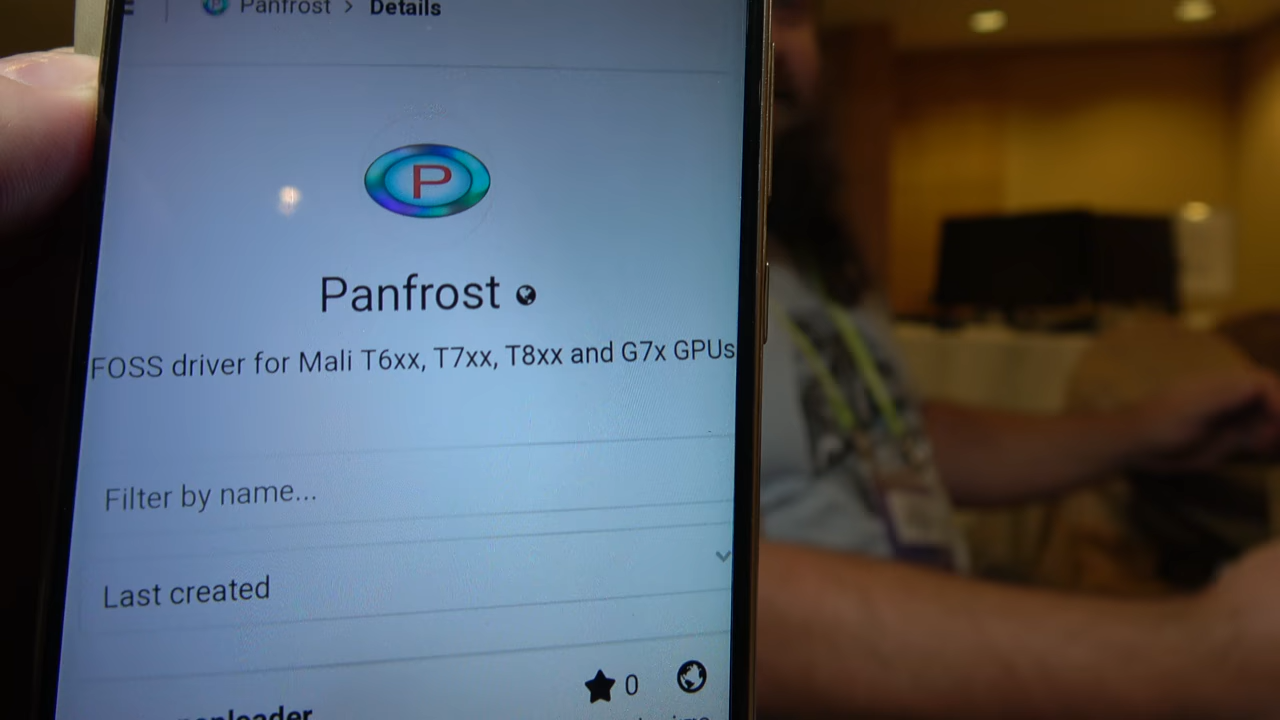 Panfrost > Details
P
Panfrost
FOSS driver for Mali T6xx, T7xx, T8xx and G7x GPUs
Filter by name...
Last created
0